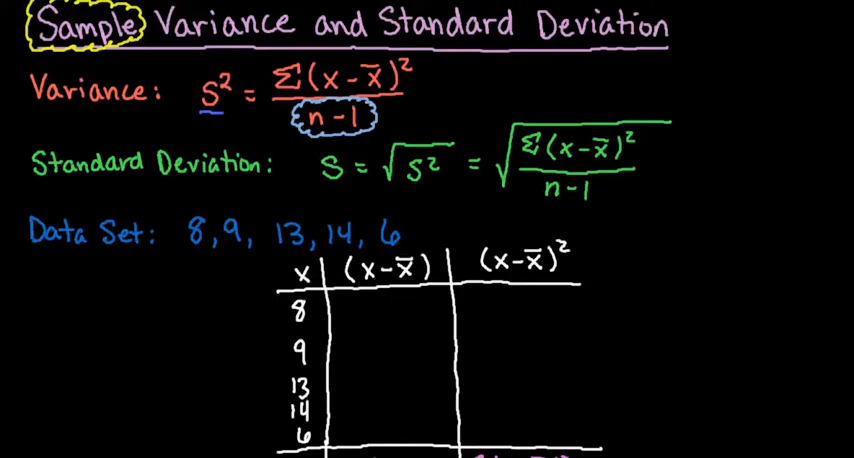 Sample Variance and Standard Deviation
Variance: S² = Σ(x-x̄)² / n-1
Standard Deviation: S = √S² = √Σ(x-x̄)² / n-1
Data Set: 8, 9, 13, 14, 6
x (x-x̄) (x-x̄)²
8
9
13
14
6